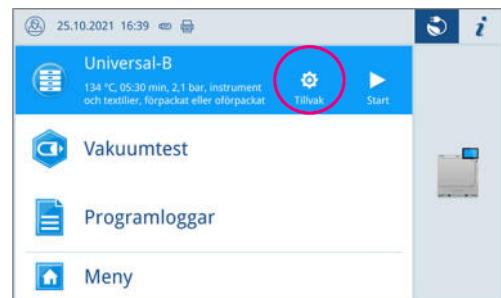 25.10.2021 16:39
i
Universal-B
134 °C, 05:30 min, 2,1 bar, instrument
och textilier, förpackat eller oförpackat
Tillvak
Start
Vakuumtest
Programloggar
Meny